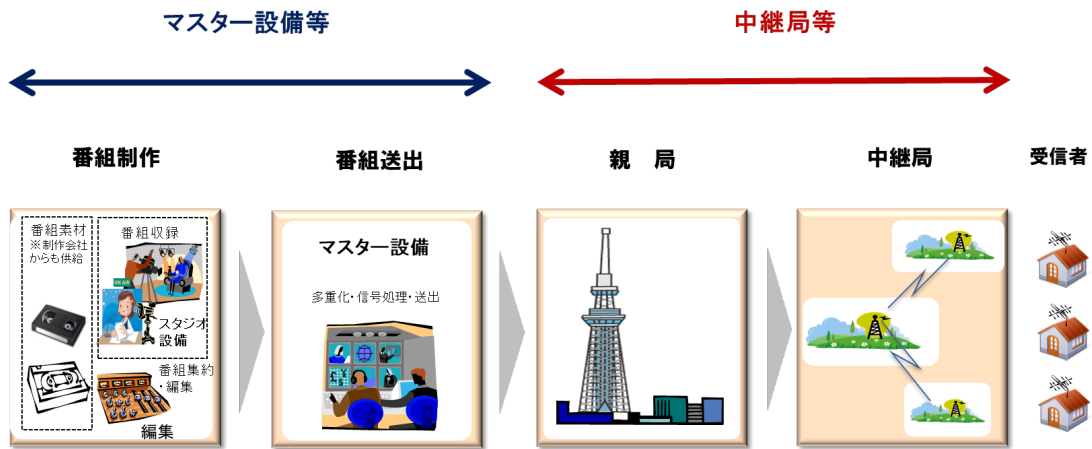 マスター設備等
中継局等
番組制作
番組送出
親 局
中継局
受信者
番組素材
※制作会社
からも供給
番組収録
ON AIR
スタジオ
設備
番組集約
・編集
編集
マスター設備
多重化・信号処理・送出